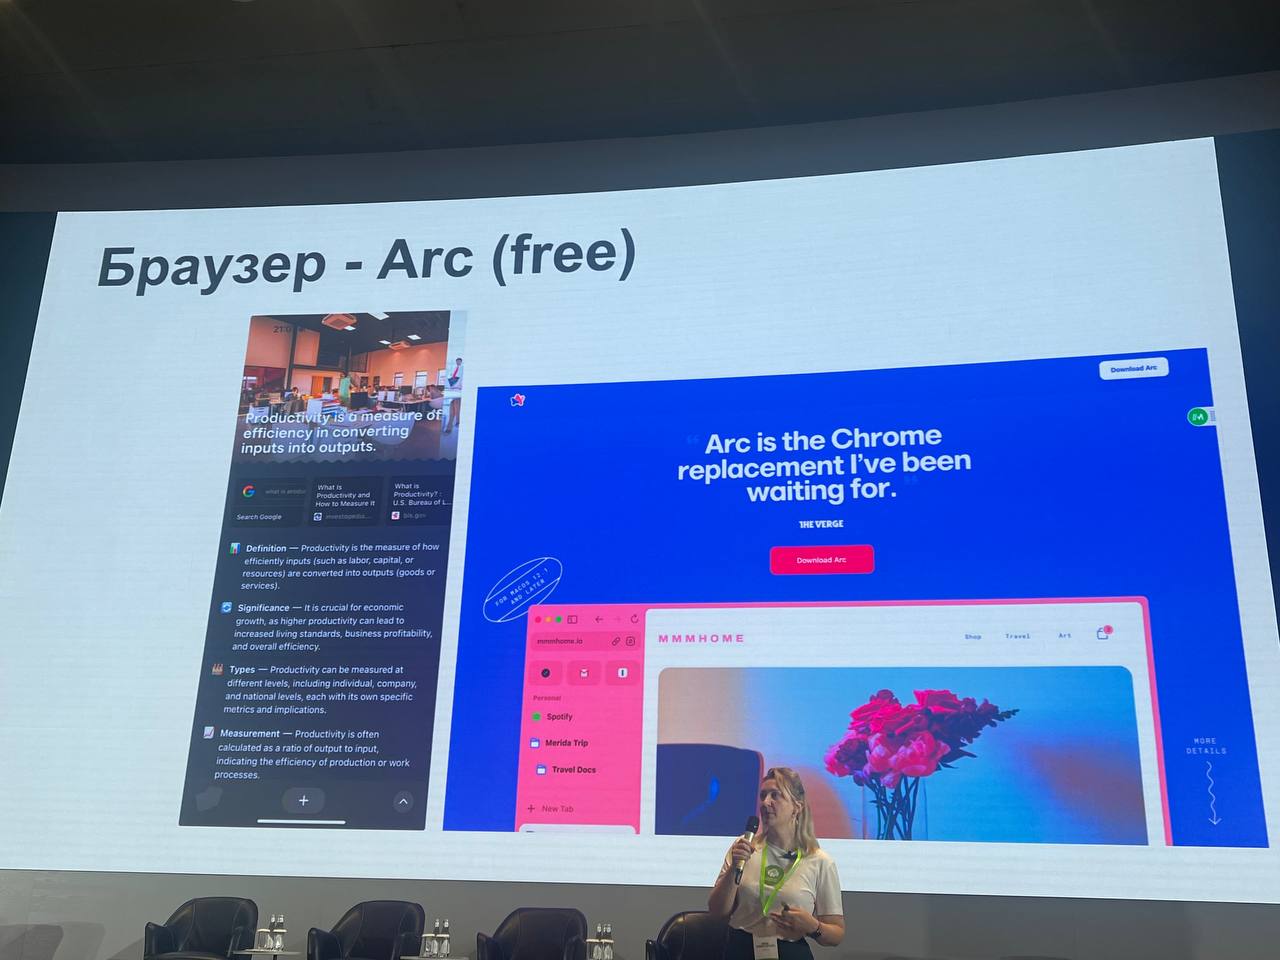 Браузер - Arc (free)
Productivity is a measure of
efficiency in converting
inputs into outputs.
Search Google
What is
Productivity and
How to Measure It
investopedia....
What is
Productivity? :
U.S. Bureau of L...
bls.gov
Definition — Productivity is the measure of how
efficiently inputs (such as labor, capital, or
resources) are converted into outputs (goods or
services).
Significance — It is crucial for economic
growth, as higher productivity can lead to
increased living standards, business profitability,
and overall efficiency.
Types — Productivity can be measured at
different levels, including individual, company,
and national levels, each with its own specific
metrics and implications.
Measurement — Productivity is often
calculated as a ratio of output to input,
indicating the efficiency of production or work
processes.
Download Arc
“Arc is the Chrome
replacement I’ve been
waiting for.”
THE VERGE
Download Arc
FOR MACOS 12.1
AND LATER
mmmhome.io
Personal
Spotify
Merida Trip
Travel Docs
+ New Tab
MMMHOME
Shop
Travel
Art
MORE
DETAILS